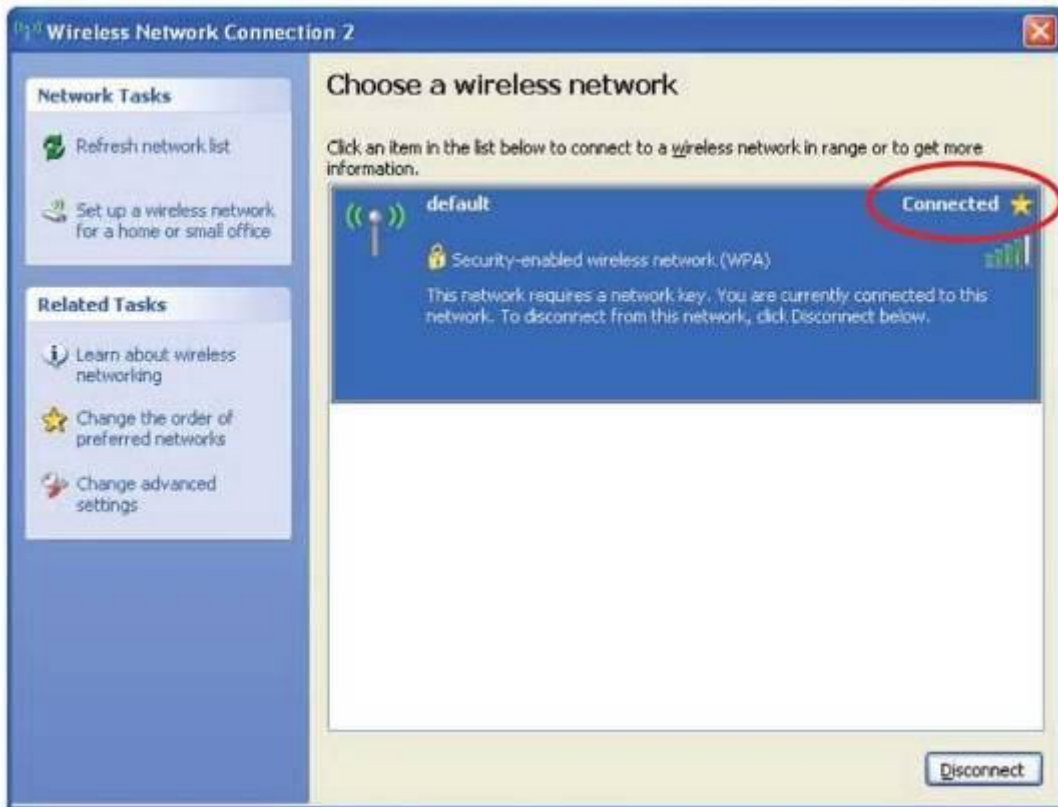 Wireless Network Connection 2
Network Tasks
Refresh network list
Set up a wireless network
for a home or small office
Related Tasks
Learn about wireless
networking
Change the order of
preferred networks
Change advanced
settings
Choose a wireless network
Click an item in the list below to connect to a wireless network in range or to get more
information.
default
Connected
Security-enabled wireless network (WPA)
This network requires a network key. You are currently connected to this
network. To disconnect from this network, click Disconnect below.
Disconnect